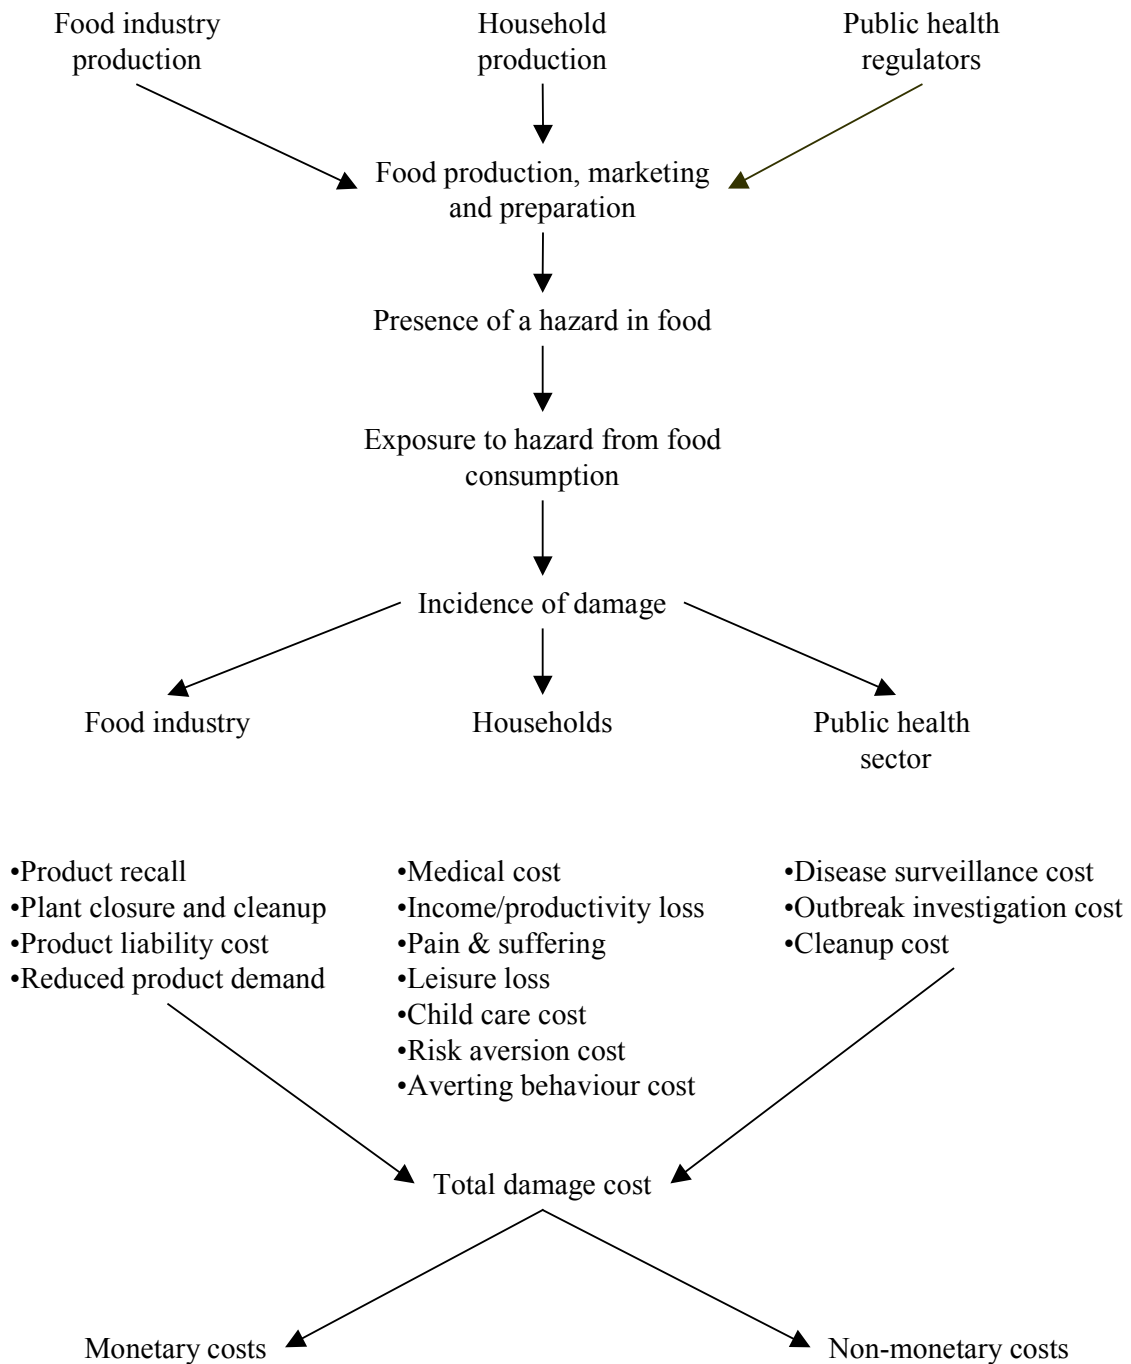 Food industry
production
Household
production
Public health
regulators
Food production, marketing
and preparation
Presence of a hazard in food
Exposure to hazard from food
consumption
Incidence of damage
Food industry
Households
Public health
sector
•Product recall
•Plant closure and cleanup
•Product liability cost
•Reduced product demand
•Medical cost
•Income/productivity loss
•Pain & suffering
•Leisure loss
•Child care cost
•Risk aversion cost
•Averting behaviour cost
•Disease surveillance cost
•Outbreak investigation cost
•Cleanup cost
Total damage cost
Monetary costs
Non-monetary costs